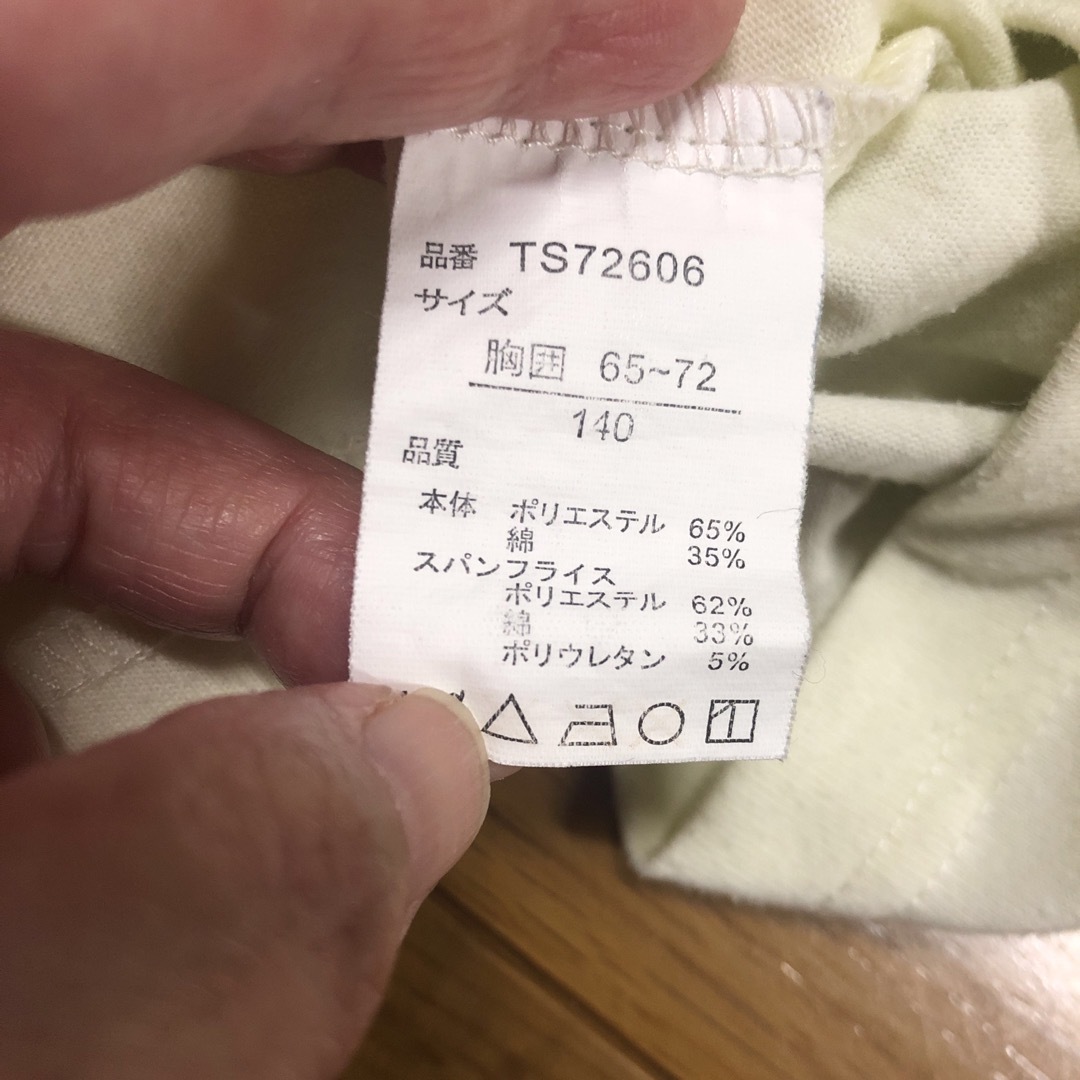 品番 TS72606
サイズ
胸囲 65~72
140
品質
本体 ポリエステル 65%
綿 35%
スパンフライス
ポリエステル 62%
綿 33%
ポリウレタン 5%